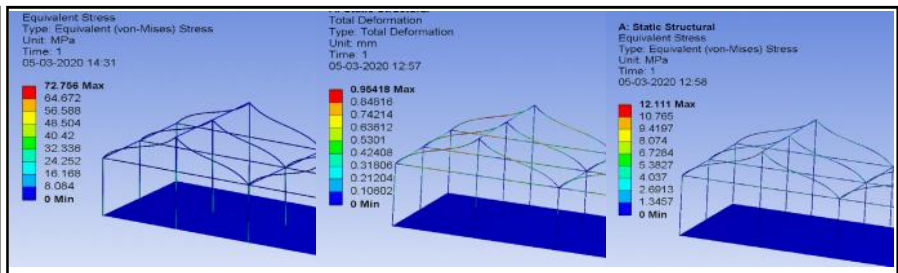 Equivalent Stress
Type: Equivalent (von-Mises) Stress
Unit: MPa
Time: 1
05-03-2020 14:31
72.756 Max
64.672
56.588
48.504
40.42
32.336
24.252
16.168
8.084
0 Min
Total Deformation
Type: Total Deformation
Unit: mm
Time: 1
05-03-2020 12:57
0.95418 Max
0.84816
0.74214
0.63612
0.5301
0.42408
0.31806
0.21204
0.10602
0 Min
A: Static Structural
Equivalent Stress
Type: Equivalent (von-Mises) Stress
Unit: MPa
Time: 1
05-03-2020 12:58
12.111 Max
10.765
9.4197
8.074
6.7284
5.3827
4.037
2.6913
1.3457
0 Min